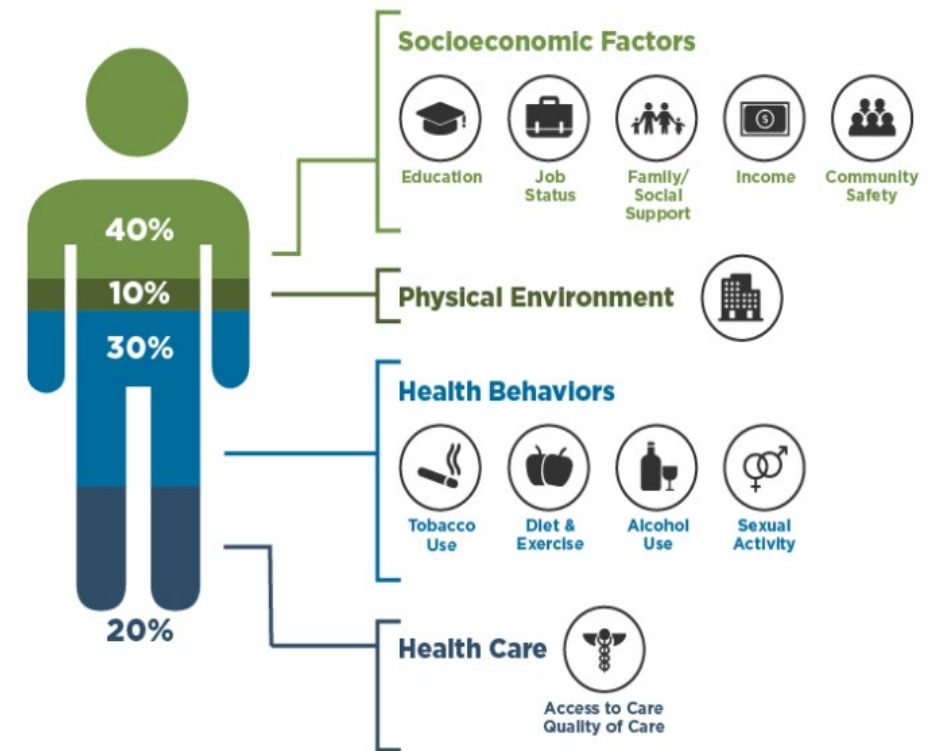 Socioeconomic Factors
Education
Job
Status
Family/
Social
Support
Income
Community
Safety
40%
10%
30%
20%
Physical Environment
Health Behaviors
Tobacco
Use
Diet &
Exercise
Alcohol
Use
Sexual
Activity
Health Care
Access to Care
Quality of Care